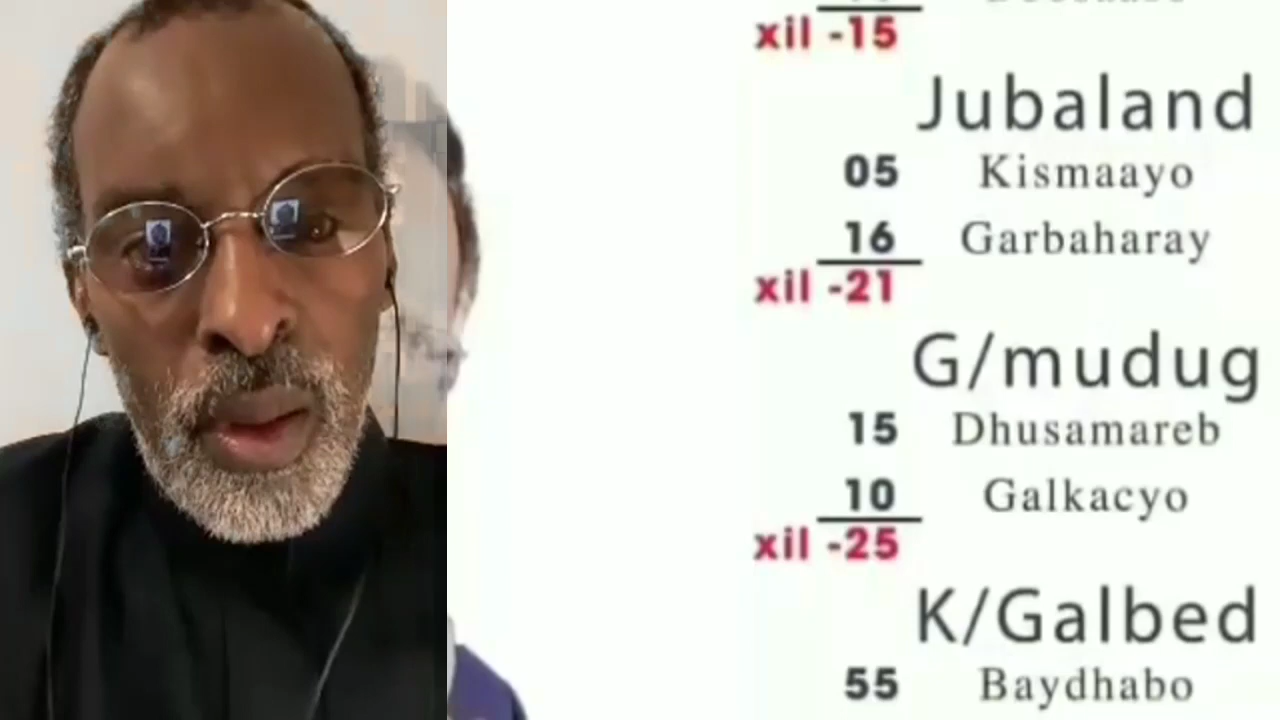 xil -15
Jubaland
05 Kismaayo
16 Garbaharay
xil -21
G/mudug
15 Dhusamareb
10 Galkacyo
xil -25
K/Galbed
55 Baydhabo